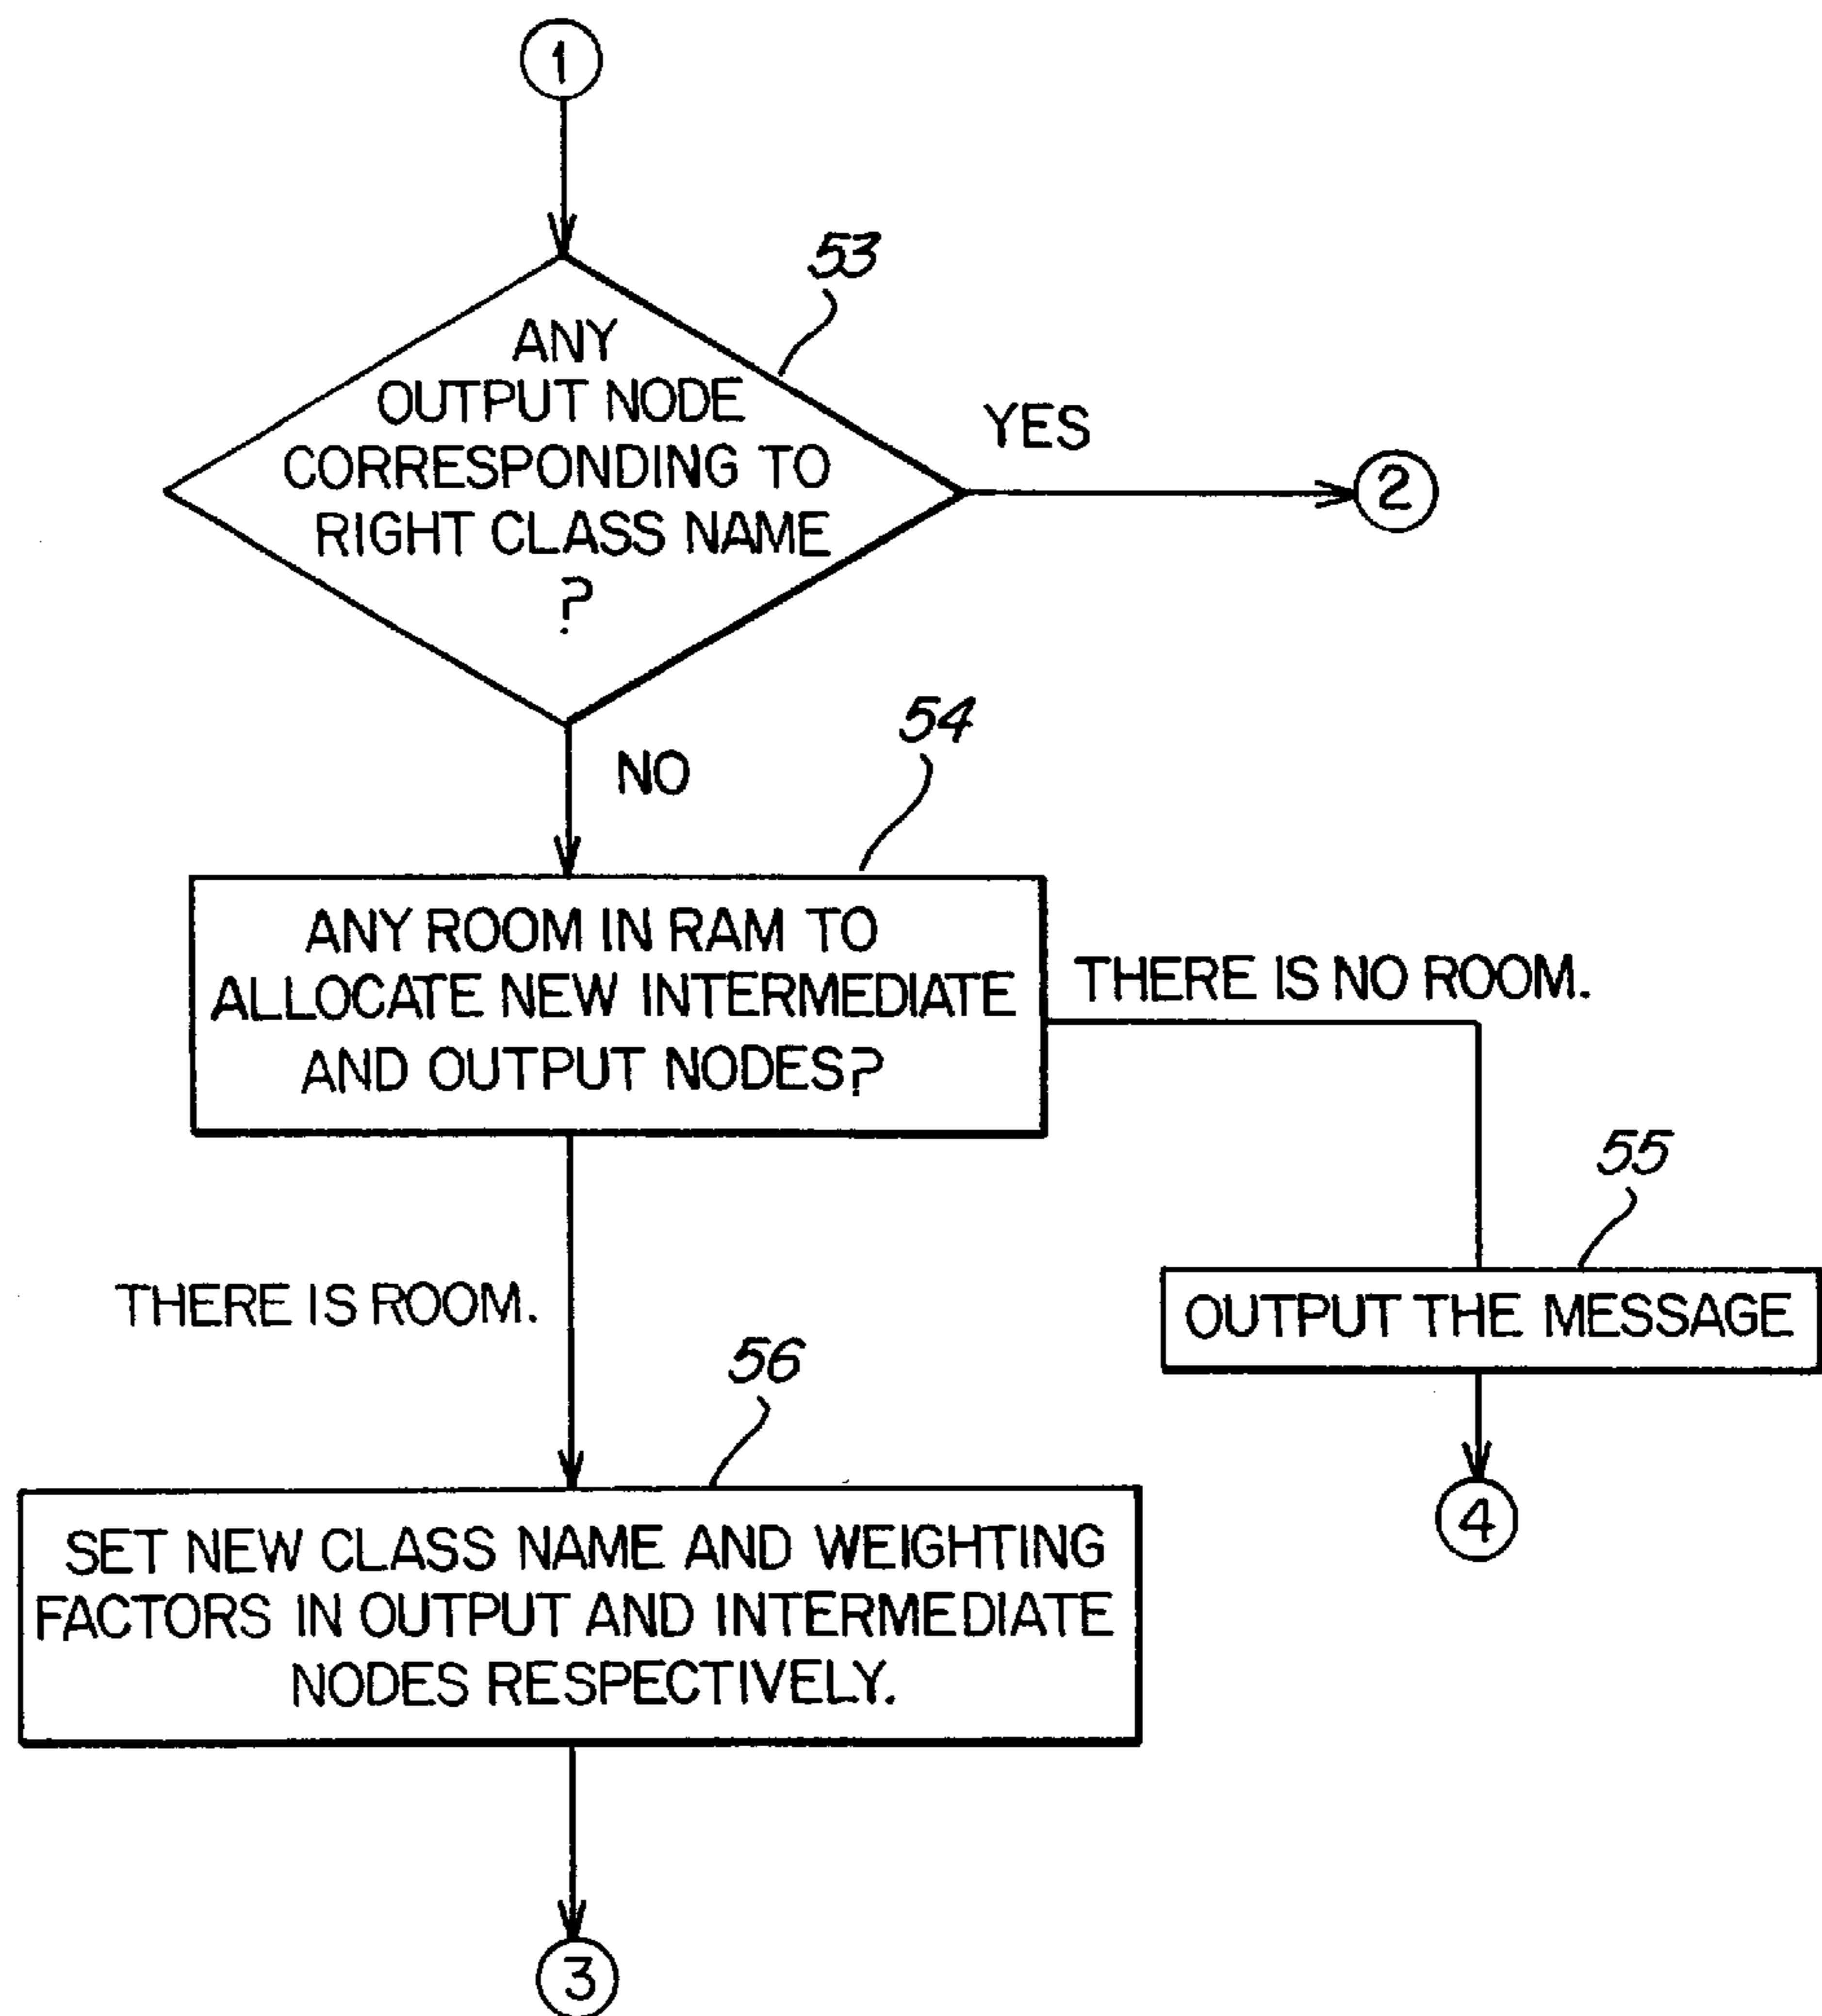 1
53
ANY
OUTPUT NODE
CORRESPONDING TO
RIGHT CLASS NAME
?
YES
2
NO
54
ANY ROOM IN RAM TO
ALLOCATE NEW INTERMEDIATE
AND OUTPUT NODES?
THERE IS NO ROOM.
55
OUTPUT THE MESSAGE
4
THERE IS ROOM.
56
SET NEW CLASS NAME AND WEIGHTING
FACTORS IN OUTPUT AND INTERMEDIATE
NODES RESPECTIVELY.
3